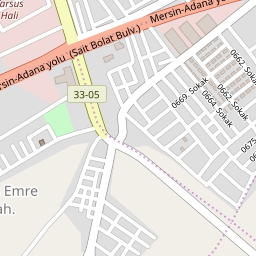 Tarsus
Hali
Mersin-Adana yolu (Sait Bolat Bulv.)
Mersin-Adana yolu
33-05
0662. Sokak
0669. Sokak
0664. Sokak
0662. Sokak
Emre
ah.